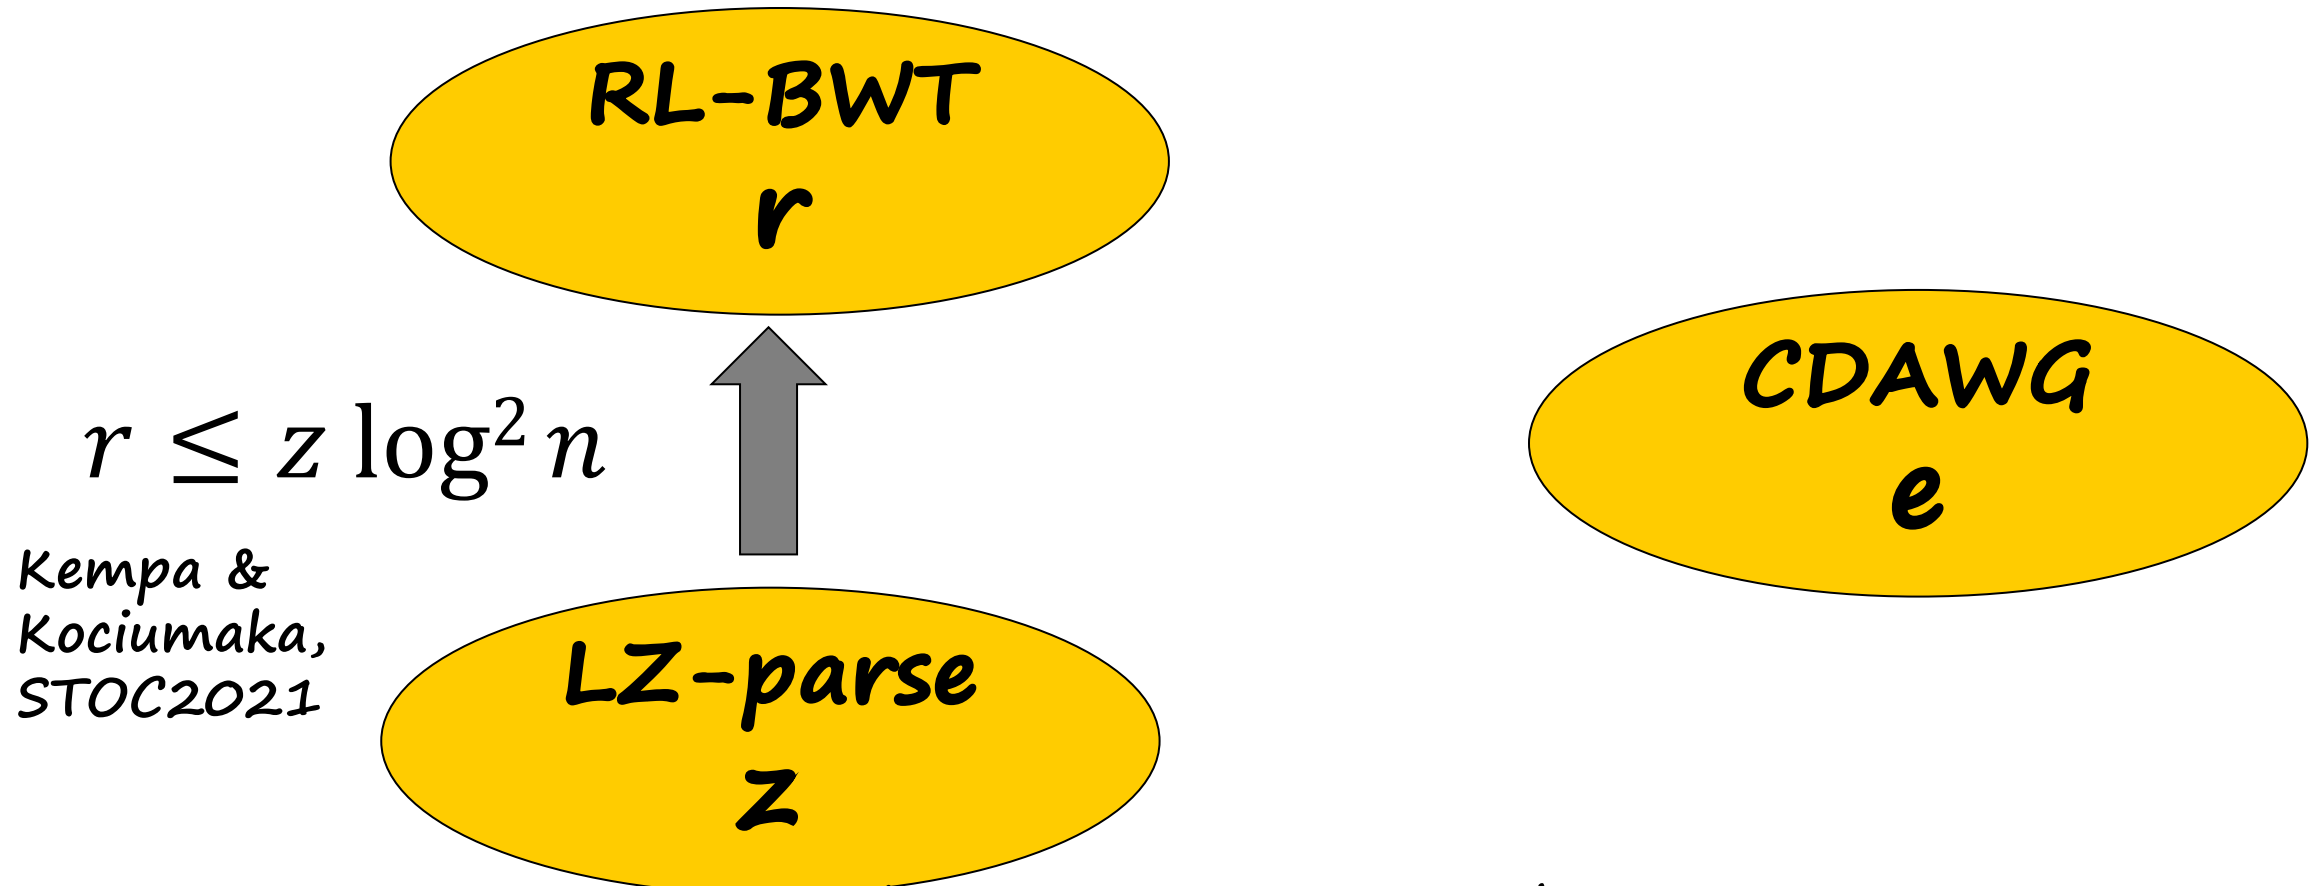 RL-BWT
r
r ≤ z log² n
Kempa &
Kociumaka,
STOC2021
CDAWG
e
LZ-parse
z